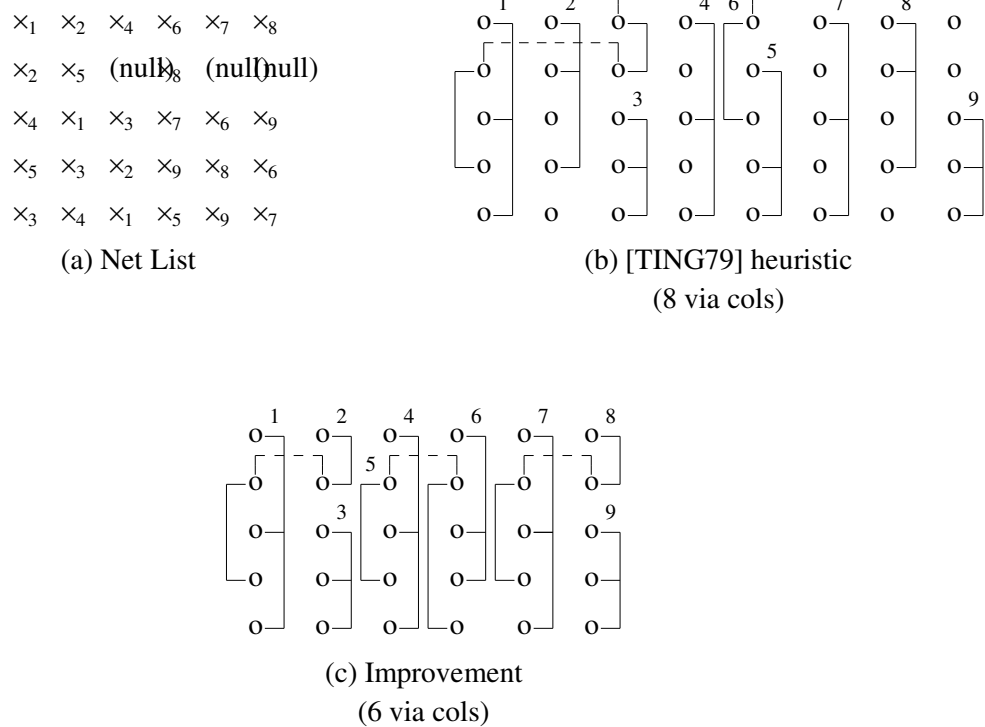 ×1 ×2 ×4 ×6 ×7 ×8
×2 ×5 (null) ×8 (null) (null)
×4 ×1 ×3 ×7 ×6 ×9
×5 ×3 ×2 ×9 ×8 ×6
×3 ×4 ×1 ×5 ×9 ×7
(a) Net List
1 2 4 6 7 8
o o o o o o o o
5
o o o o o o o o
3 9
o o o o o o o o
o o o o o o o o
o o o o o o o o
(b) [TING79] heuristic
(8 via cols)
1 2 4 6 7 8
o o o o o o
5
o o o o o o
3 9
o o o o o o
o o o o o o
o o o o o o
(c) Improvement
(6 via cols)